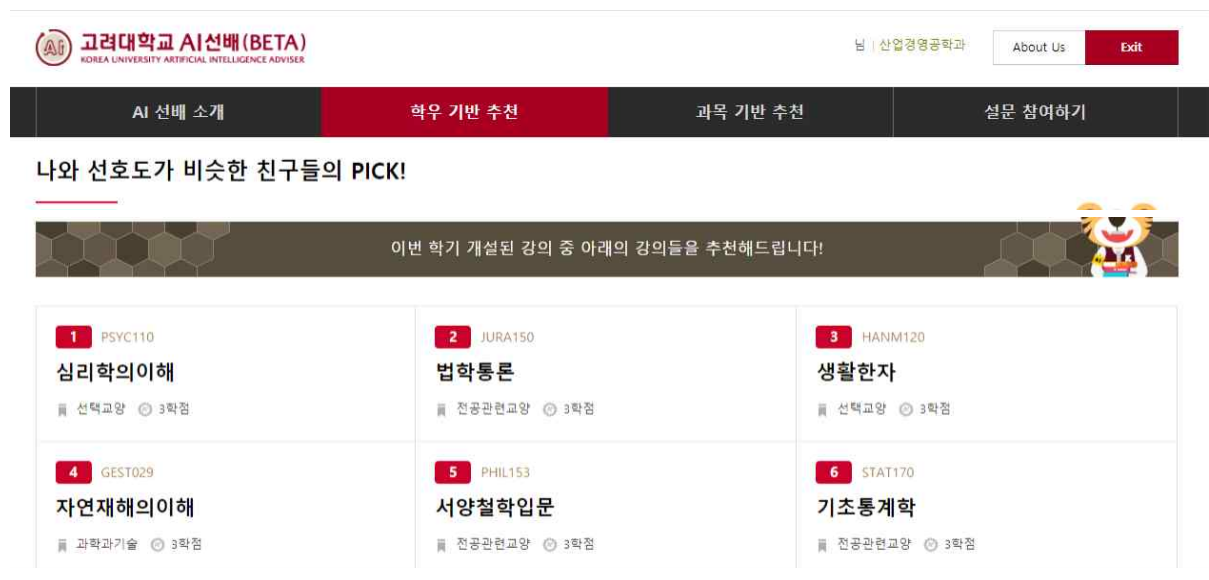 고려대학교 AI선배(BETA)
KOREA UNIVERSITY ARTIFICIAL INTELLIGENCE ADVISER
님 | 산업경영공학과
About Us
Exit
AI 선배 소개
학우 기반 추천
과목 기반 추천
설문 참여하기
나와 선호도가 비슷한 친구들의 PICK!
이번 학기 개설된 강의 중 아래의 강의들을 추천해드립니다!
1 PSYC110
심리학의이해
선택교양 3학점
2 JURA150
법학통론
전공관련교양 3학점
3 HANM120
생활한자
선택교양 3학점
4 GEST029
자연재해의이해
과학과기술 3학점
5 PHIL153
서양철학입문
전공관련교양 3학점
6 STAT170
기초통계학
전공관련교양 3학점